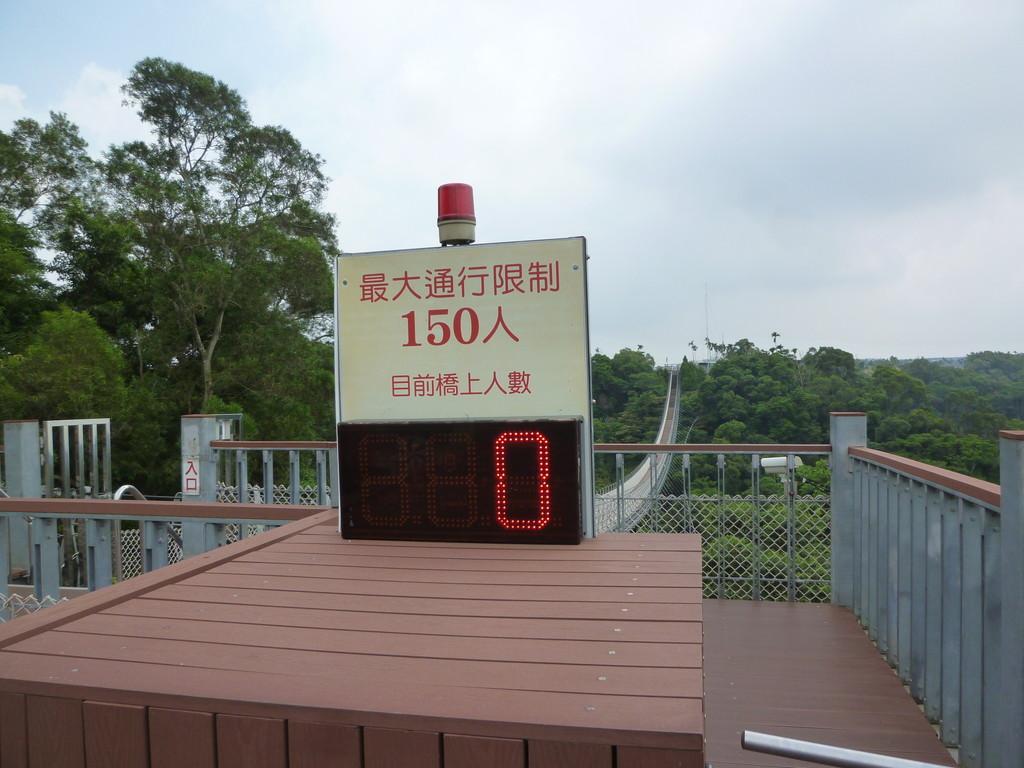 最大通行限制
150人
目前橋上人數
0
入口